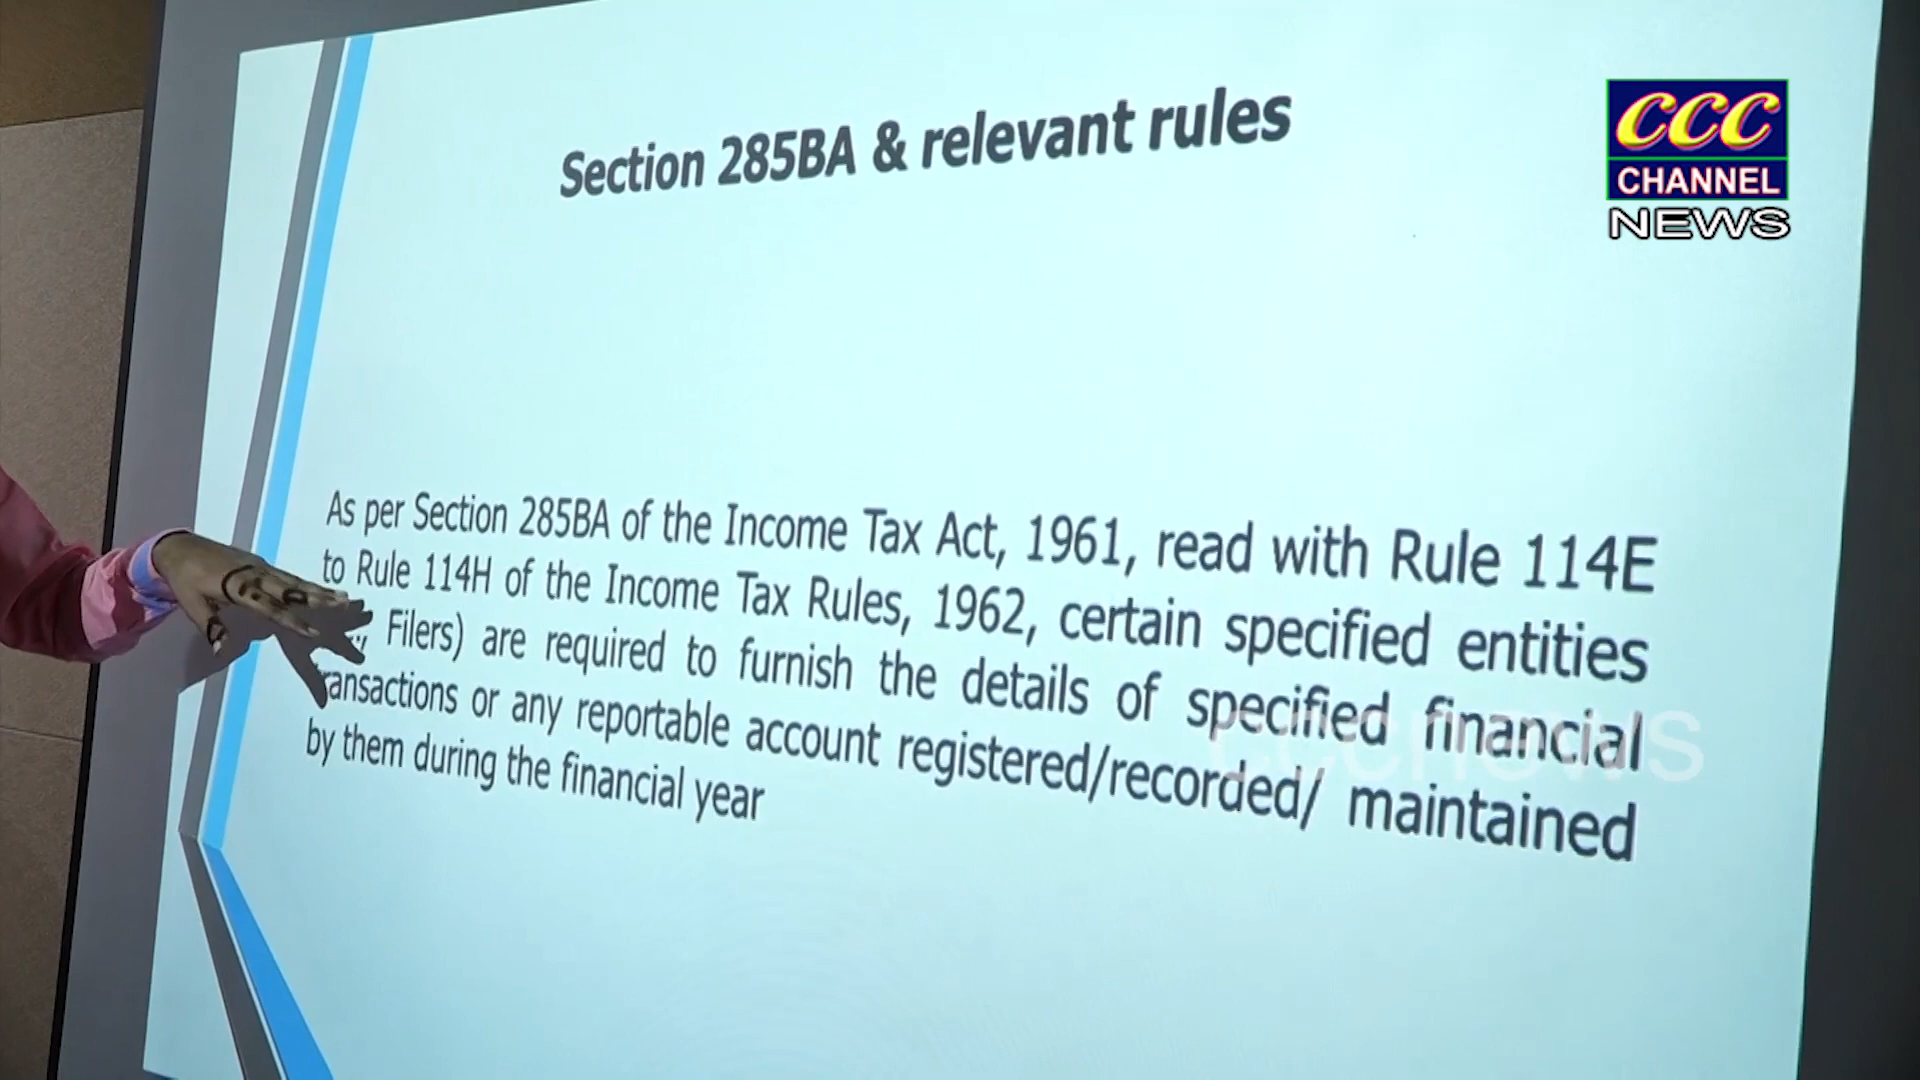 Section 285BA & relevant rules
CCC
CHANNEL
NEWS
As per Section 285BA of the Income Tax Act, 1961, read with Rule 114E
to Rule 114H of the Income Tax Rules, 1962, certain specified entities
Filers) are required to furnish the details of specified financial
transactions or any reportable account registered/recorded/ maintained
by them during the financial year
cccnews